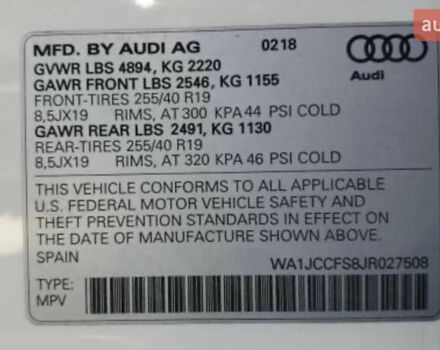 au
MFD. BY AUDI AG 0218
GVWR LBS 4894, KG 2220
Audi
GAWR FRONT LBS 2546, KG 1155
FRONT-TIRES 255/40 R19
8,5JX19 RIMS, AT 300 KPA 44 PSI COLD
GAWR REAR LBS 2491, KG 1130
REAR-TIRES 255/40 R19
8,5JX19 RIMS, AT 320 KPA 46 PSI COLD
THIS VEHICLE CONFORMS TO ALL APPLICABLE
U.S. FEDERAL MOTOR VEHICLE SAFETY AND
THEFT PREVENTION STANDARDS IN EFFECT ON
THE DATE OF MANUFACTURE SHOWN ABOVE.
SPAIN WA1JCCFS8JR027508
TYPE:
MPV